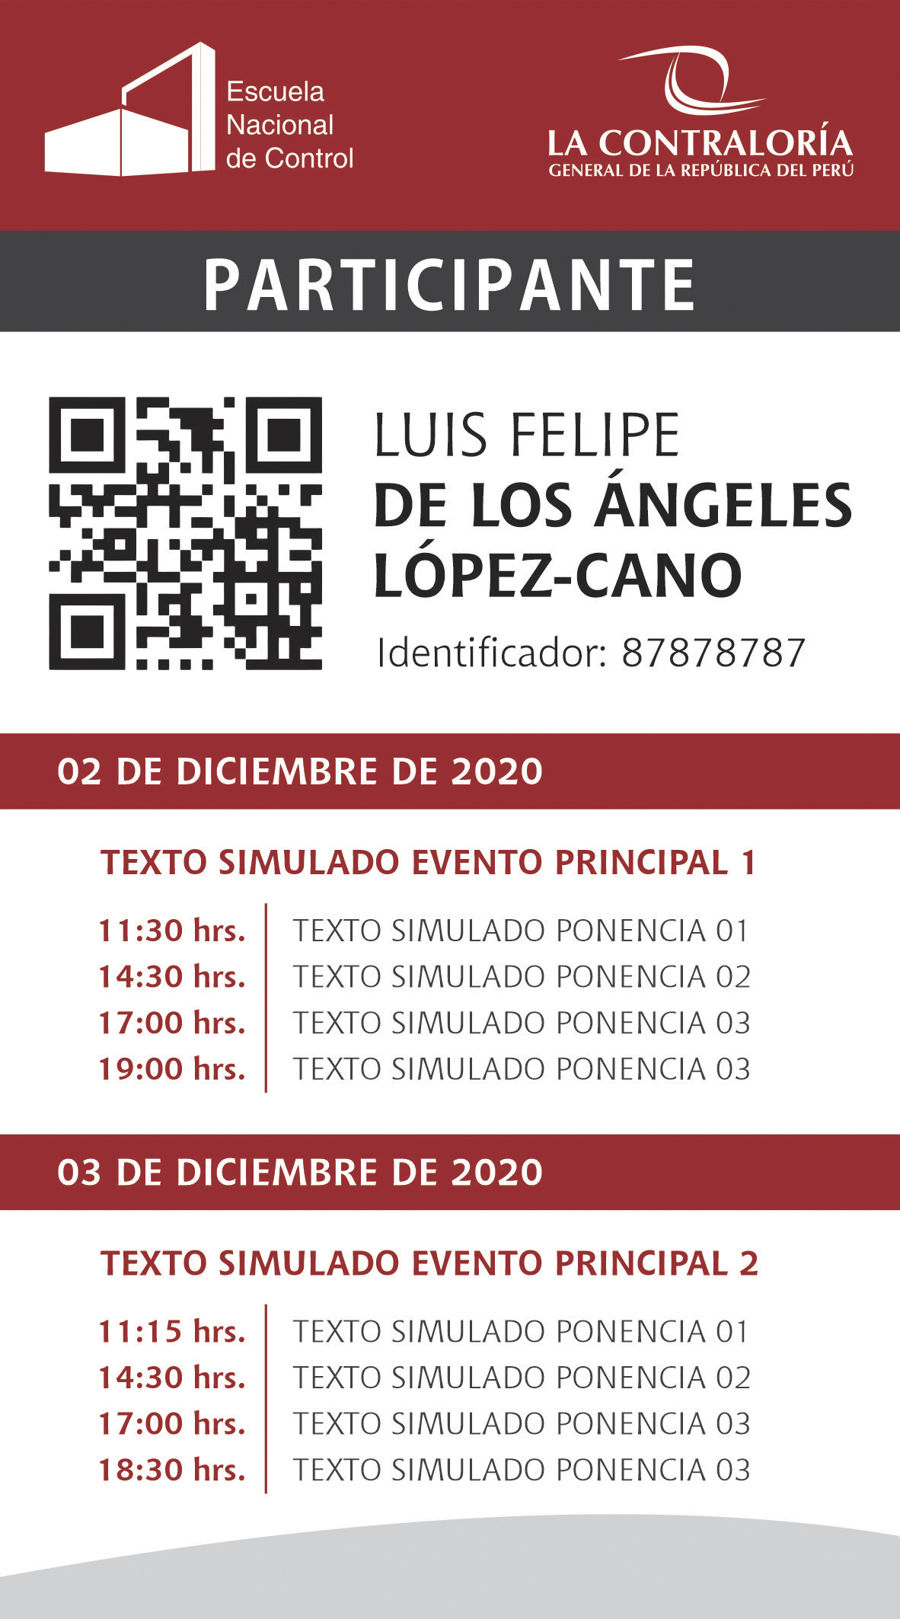 Escuela
Nacional
de Control
LA CONTRALORÍA
GENERAL DE LA REPÚBLICA DEL PERÚ
PARTICIPANTE
LUIS FELIPE
DE LOS ÁNGELES
LÓPEZ-CANO
Identificador: 87878787
02 DE DICIEMBRE DE 2020
TEXTO SIMULADO EVENTO PRINCIPAL 1
11:30 hrs. TEXTO SIMULADO PONENCIA 01
14:30 hrs. TEXTO SIMULADO PONENCIA 02
17:00 hrs. TEXTO SIMULADO PONENCIA 03
19:00 hrs. TEXTO SIMULADO PONENCIA 03
03 DE DICIEMBRE DE 2020
TEXTO SIMULADO EVENTO PRINCIPAL 2
11:15 hrs. TEXTO SIMULADO PONENCIA 01
14:30 hrs. TEXTO SIMULADO PONENCIA 02
17:00 hrs. TEXTO SIMULADO PONENCIA 03
18:30 hrs. TEXTO SIMULADO PONENCIA 03